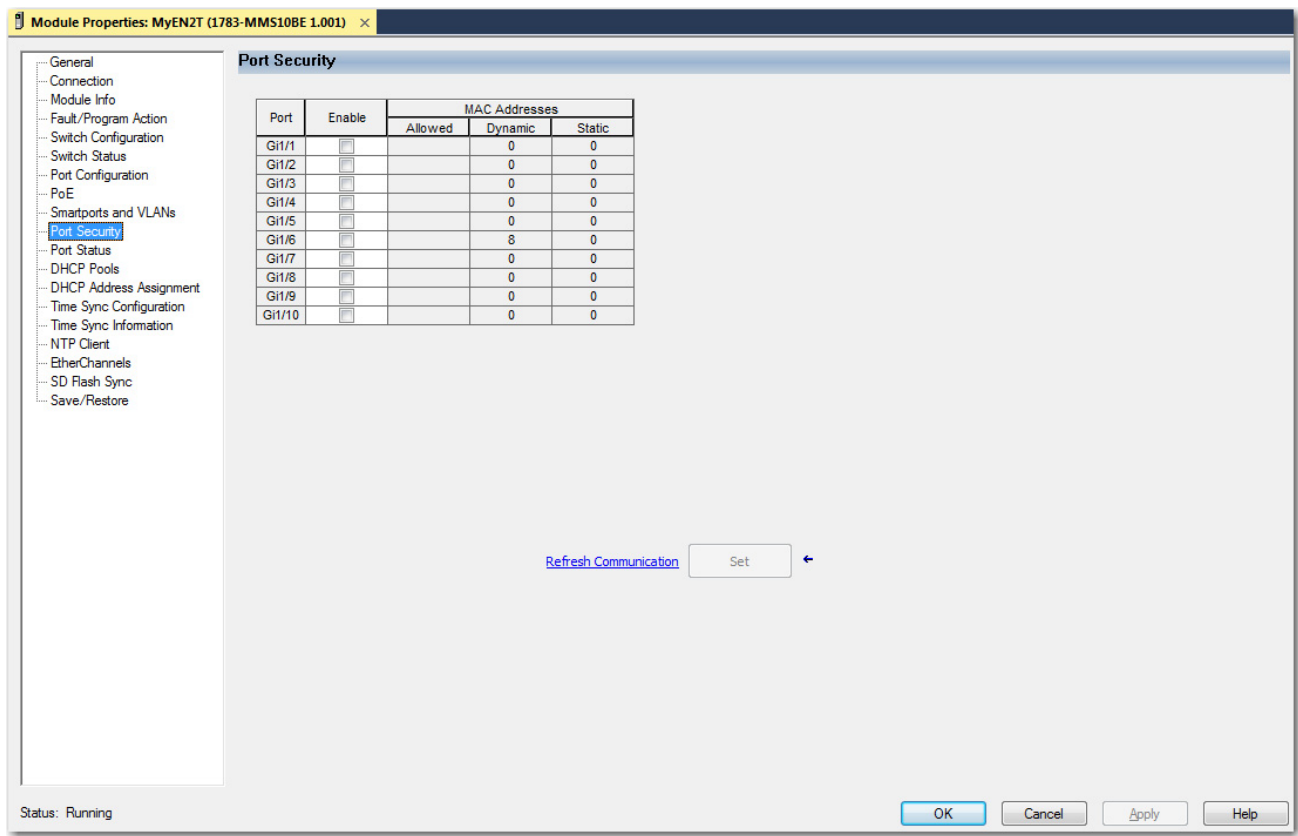 Module Properties: MyEN2T (1783-MMS10BE 1.001) ×
General
Connection
Module Info
Fault/Program Action
Switch Configuration
Switch Status
Port Configuration
PoE
Smartports and VLANs
Port Security
Port Status
DHCP Pools
DHCP Address Assignment
Time Sync Configuration
Time Sync Information
NTP Client
EtherChannels
SD Flash Sync
Save/Restore
Port Security
Port Enable MAC Addresses
Allowed Dynamic Static
Gi1/1 0 0
Gi1/2 0 0
Gi1/3 0 0
Gi1/4 0 0
Gi1/5 0 0
Gi1/6 8 0
Gi1/7 0 0
Gi1/8 0 0
Gi1/9 0 0
Gi1/10 0 0
Refresh Communication Set ←
Status: Running
OK Cancel Apply Help